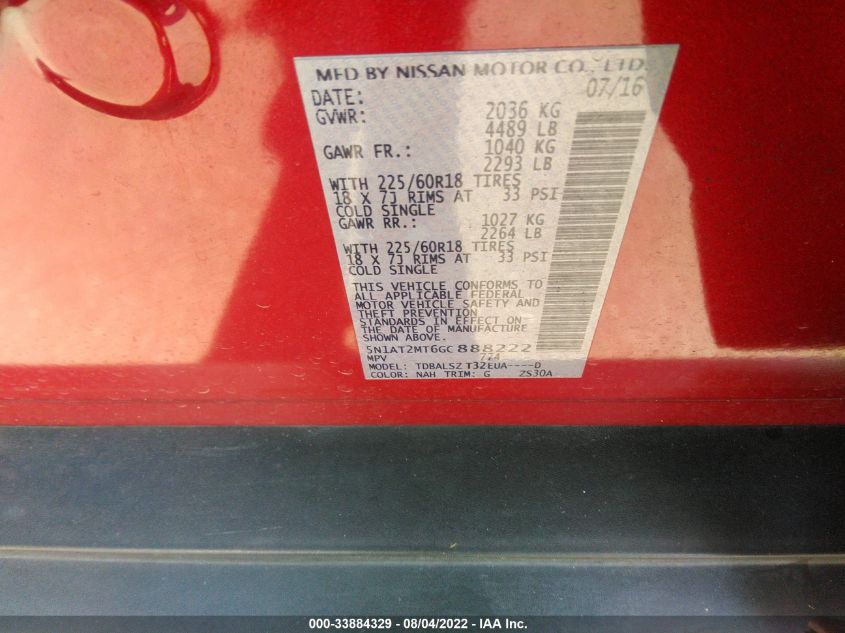 MFD BY NISSAN MOTOR CO., LTD.
DATE: 07/16
GVWR: 2036 KG
4489 LB
GAWR FR.: 1040 KG
2293 LB
WITH 225/60R18 TIRES
18 X 7J RIMS AT 33 PSI
COLD SINGLE
GAWR RR.: 1027 KG
2264 LB
WITH 225/60R18 TIRES
18 X 7J RIMS AT 33 PSI
COLD SINGLE
THIS VEHICLE CONFORMS TO
ALL APPLICABLE FEDERAL
MOTOR VEHICLE SAFETY AND
THEFT PREVENTION
STANDARDS IN EFFECT ON
THE DATE OF MANUFACTURE
SHOWN ABOVE.
5N1AT2MT6GC888222
MPV 774
MODEL: TDBALSZ T32EUA----D
COLOR: NAH TRIM: G ZS30A
000-33884329 - 08/04/2022 - IAA Inc.